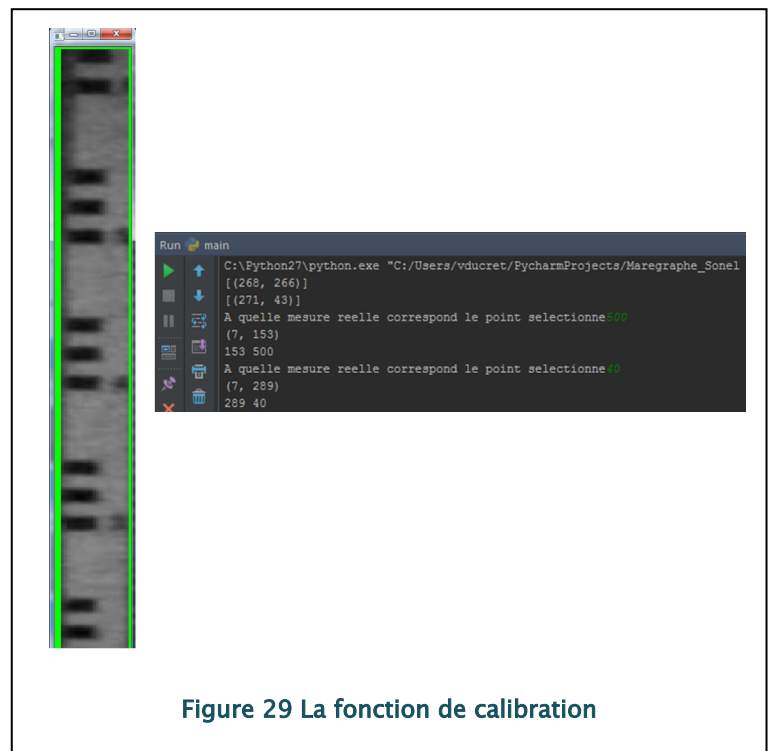 Run main
C:\Python27\python.exe "C:/Users/vducret/PycharmProjects/Maregraphe_Sonel
[(268, 266)]
[(271, 43)]
A quelle mesure reelle correspond le point selectionne500
(7, 153)
153 500
A quelle mesure reelle correspond le point selectionne40
(7, 289)
289 40
Figure 29 La fonction de calibration